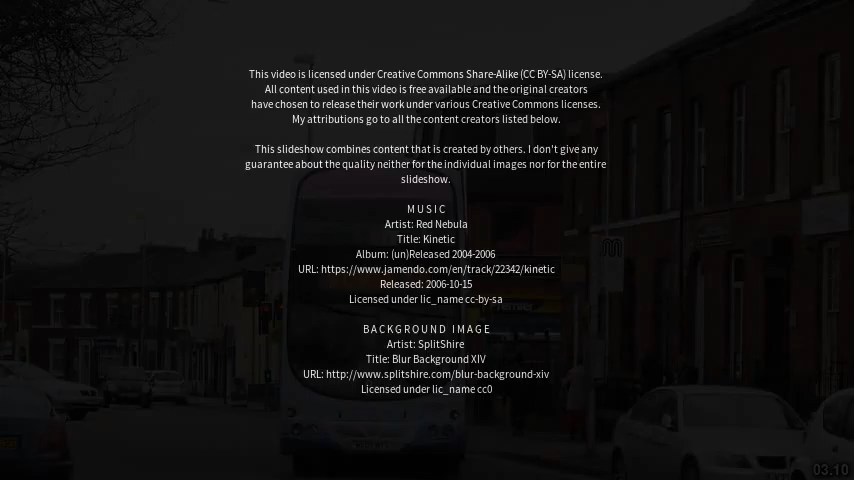 This video is licensed under Creative Commons Share-Alike (CC BY-SA) license.
All content used in this video is free available and the original creators
have chosen to release their work under various Creative Commons licenses.
My attributions go to all the content creators listed below.
This slideshow combines content that is created by others. I don't give any
guarantee about the quality neither for the individual images nor for the entire
slideshow.
MUSIC
Artist: Red Nebula
Title: Kinetic
Album: (un)Released 2004-2006
URL: https://www.jamendo.com/en/track/22342/kinetic
Released: 2006-10-15
Licensed under lic_name cc-by-sa
BACKGROUND IMAGE
Artist: SplitShire
Title: Blur Background XIV
URL: http://www.splitshire.com/blur-background-xiv
Licensed under lic_name cc0
03.10